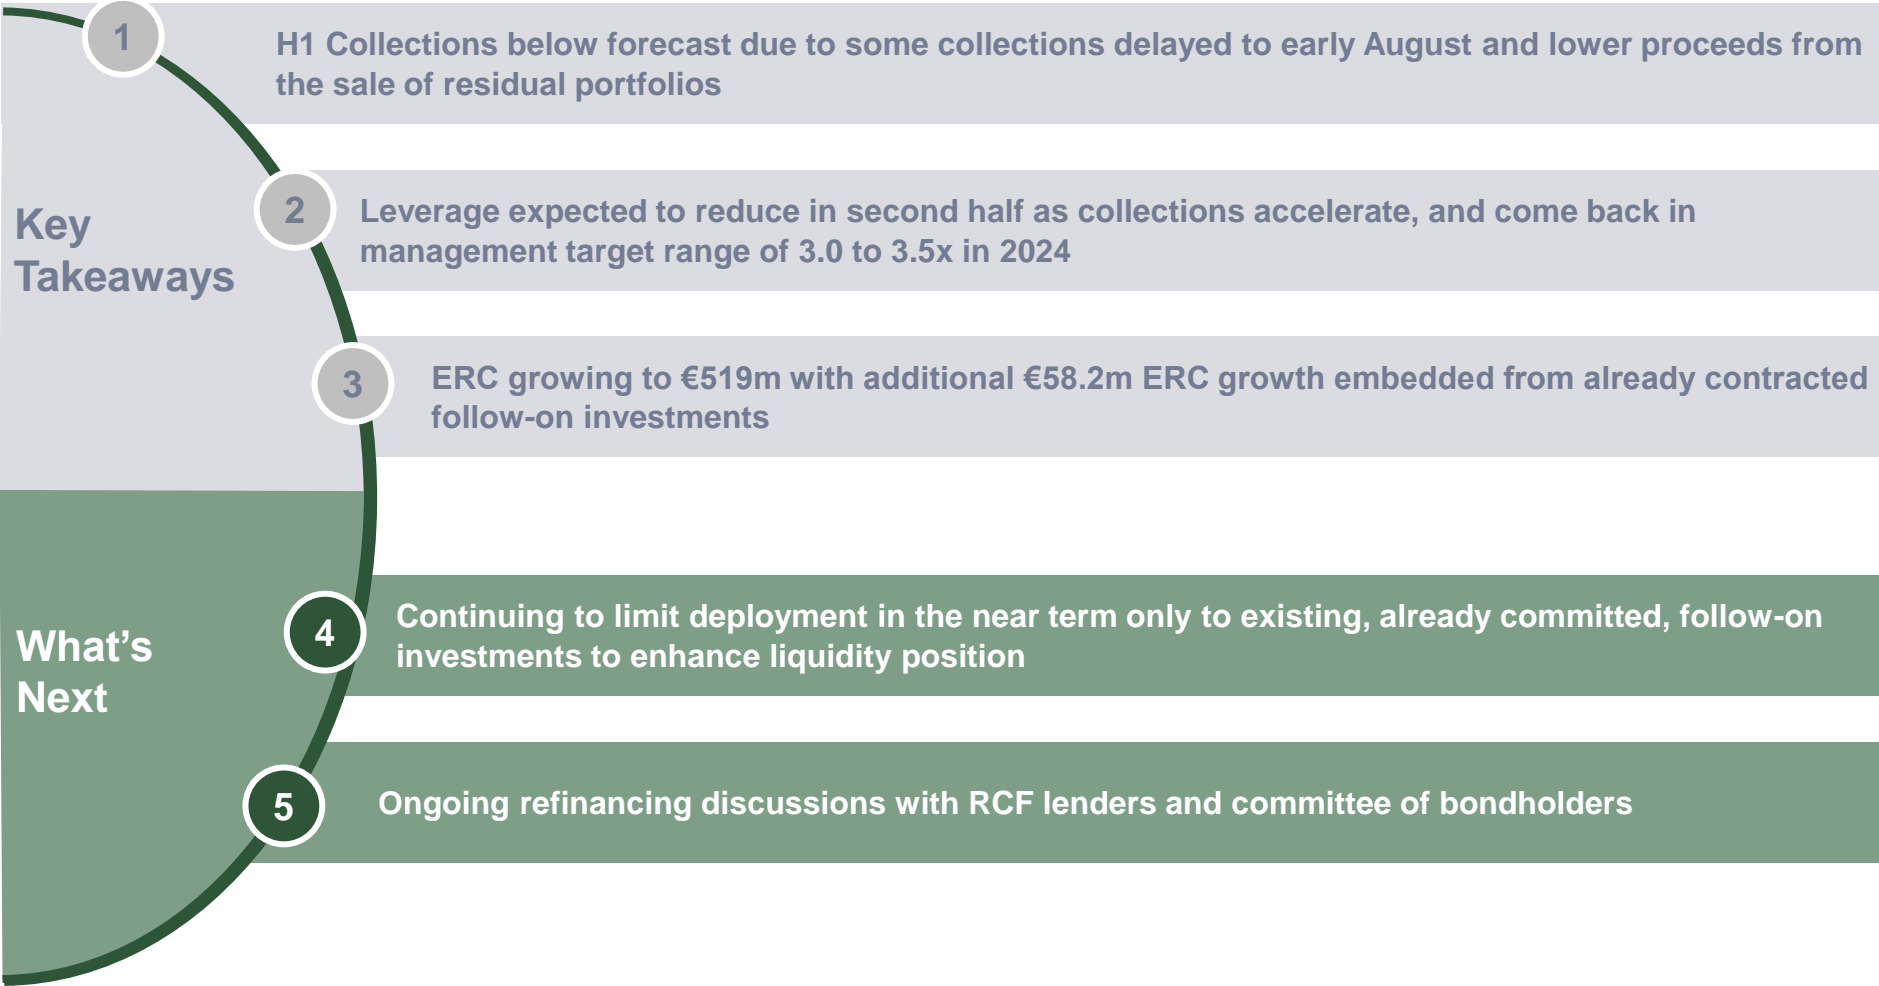 Key
Takeaways
1
H1 Collections below forecast due to some collections delayed to early August and lower proceeds from
the sale of residual portfolios
2
Leverage expected to reduce in second half as collections accelerate, and come back in
management target range of 3.0 to 3.5x in 2024
3
ERC growing to €519m with additional €58.2m ERC growth embedded from already contracted
follow-on investments
What’s
Next
4
Continuing to limit deployment in the near term only to existing, already committed, follow-on
investments to enhance liquidity position
5
Ongoing refinancing discussions with RCF lenders and committee of bondholders